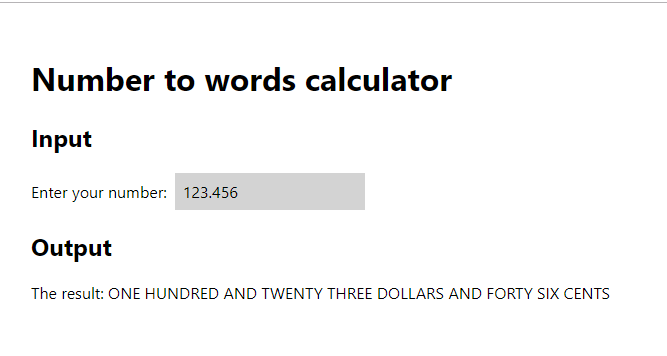 Number to words calculator
Input
Enter your number: 123.456
Output
The result: ONE HUNDRED AND TWENTY THREE DOLLARS AND FORTY SIX CENTS